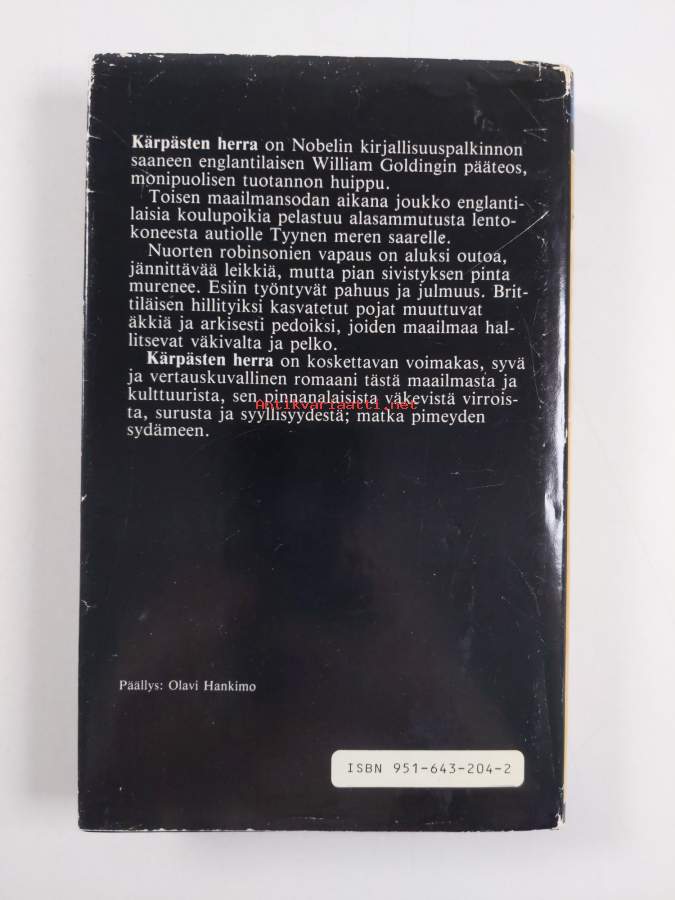 Kärpästen herra on Nobelin kirjallisuuspalkinnon
saaneen englantilaisen William Goldingin pääteos,
monipuolisen tuotannon huippu.
Toisen maailmansodan aikana joukko englanti-
laisia koulupoikia pelastuu alasammutusta lento-
koneesta autiolle Tyynen meren saarelle.
Nuorten robinsonien vapaus on aluksi outoa,
jännittävää leikkiä, mutta pian sivistyksen pinta
murenee. Esiin työntyvät pahuus ja julmuus. Brit-
tiläisen hillityiksi kasvatetut pojat muuttuvat
äkkiä ja arkisesti pedoiksi, joiden maailmaa hal-
litsevat väkivalta ja pelko.
Kärpästen herra on koskettavan voimakas, syvä
ja vertauskuvallinen romaani tästä maailmasta ja
kulttuurista, sen pinnanalaisista väkevistä virrois-
ta, surusta ja syyllisyydestä; matka pimeyden
sydämeen.
Antikvariaatti.net
Päällys: Olavi Hankimo
ISBN 951-643-204-2